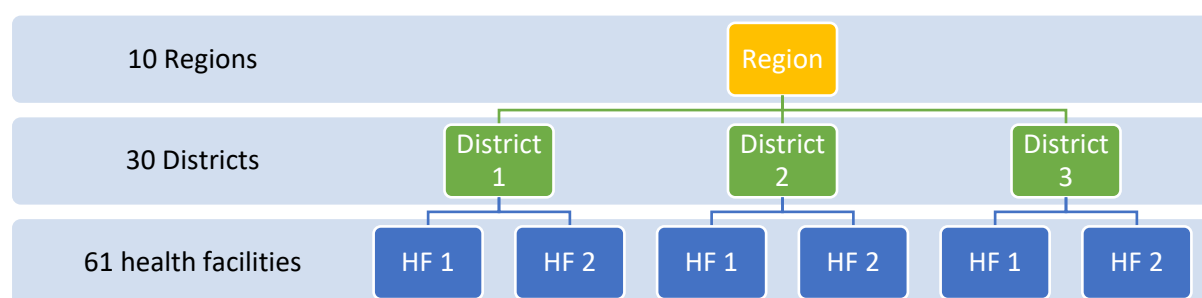 10 Regions
Region
30 Districts
District
1
District
2
District
3
61 health facilities
HF 1
HF 2
HF 1
HF 2
HF 1
HF 2